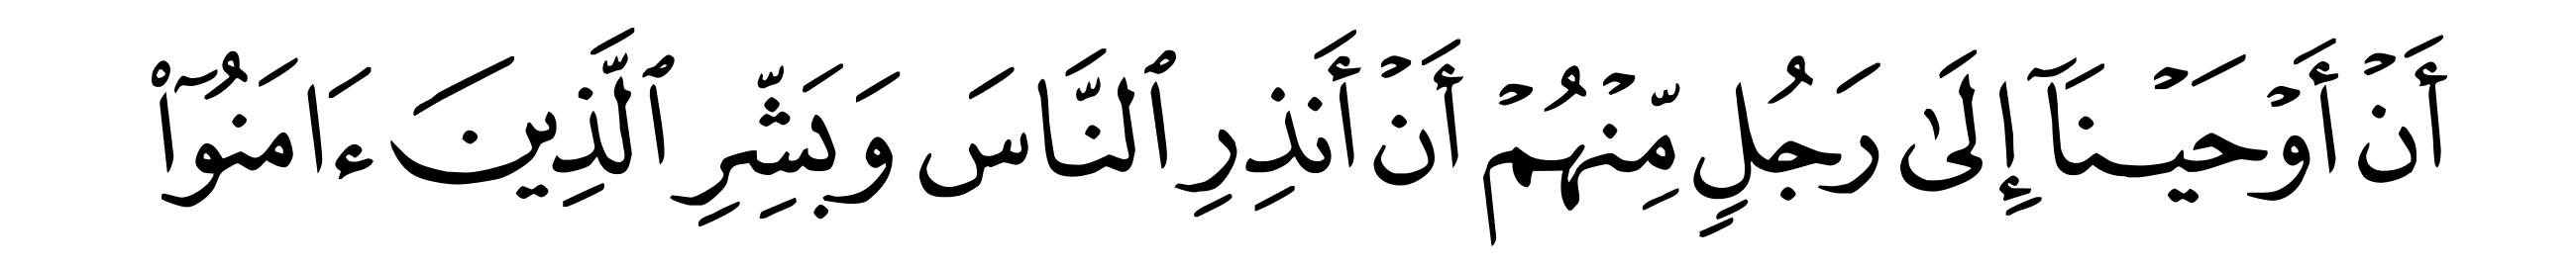 أَنۡ أَوۡحَيۡنَآ إِلَىٰ رَجُلٖ مِّنۡهُمۡ أَنۡ أَنذِرِ ٱلنَّاسَ وَبَشِّرِ ٱلَّذِينَ ءَامَنُوٓاْ